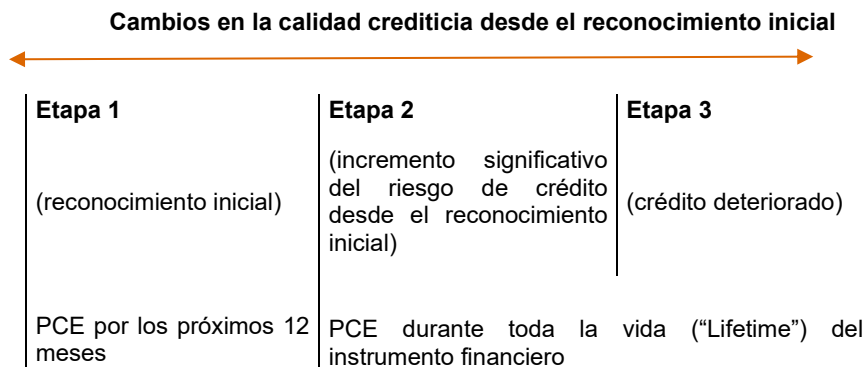 Cambios en la calidad crediticia desde el reconocimiento inicial
Etapa 1
(reconocimiento inicial)
PCE por los próximos 12
meses
Etapa 2
(incremento significativo
del riesgo de crédito
desde el reconocimiento
inicial)
Etapa 3
(crédito deteriorado)
PCE durante toda la vida (“Lifetime”) del
instrumento financiero